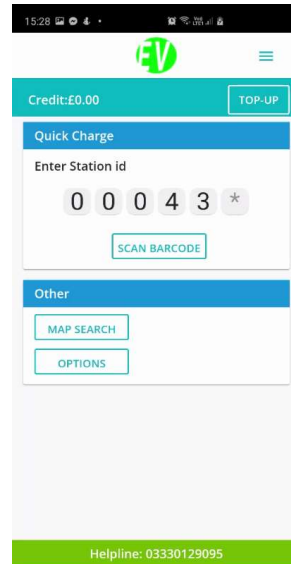 15:28
EV
Credit:£0.00 TOP-UP
Quick Charge
Enter Station id
0 0 0 4 3 *
SCAN BARCODE
Other
MAP SEARCH
OPTIONS
Helpline: 03330129095